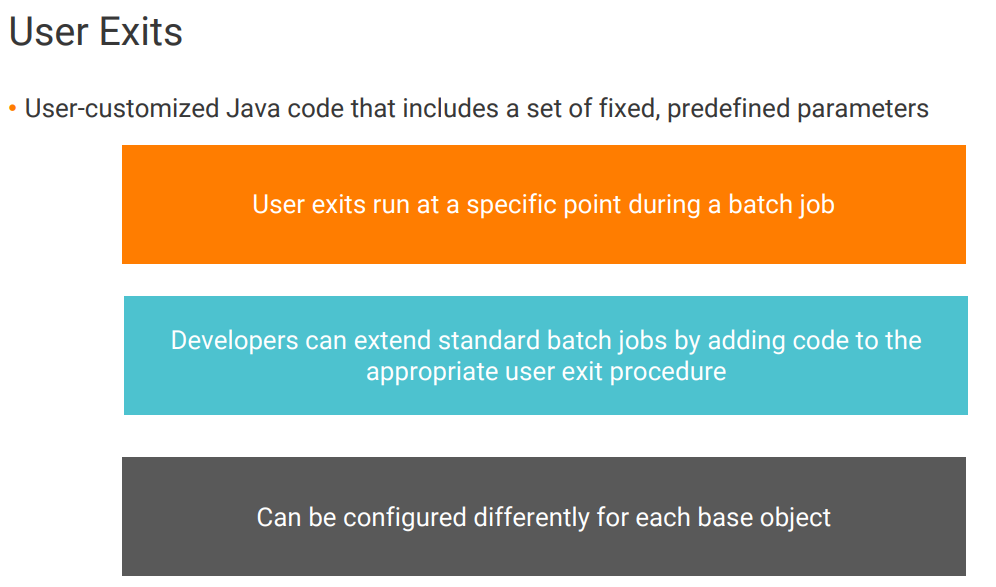 User Exits
• User-customized Java code that includes a set of fixed, predefined parameters
User exits run at a specific point during a batch job
Developers can extend standard batch jobs by adding code to the
appropriate user exit procedure
Can be configured differently for each base object